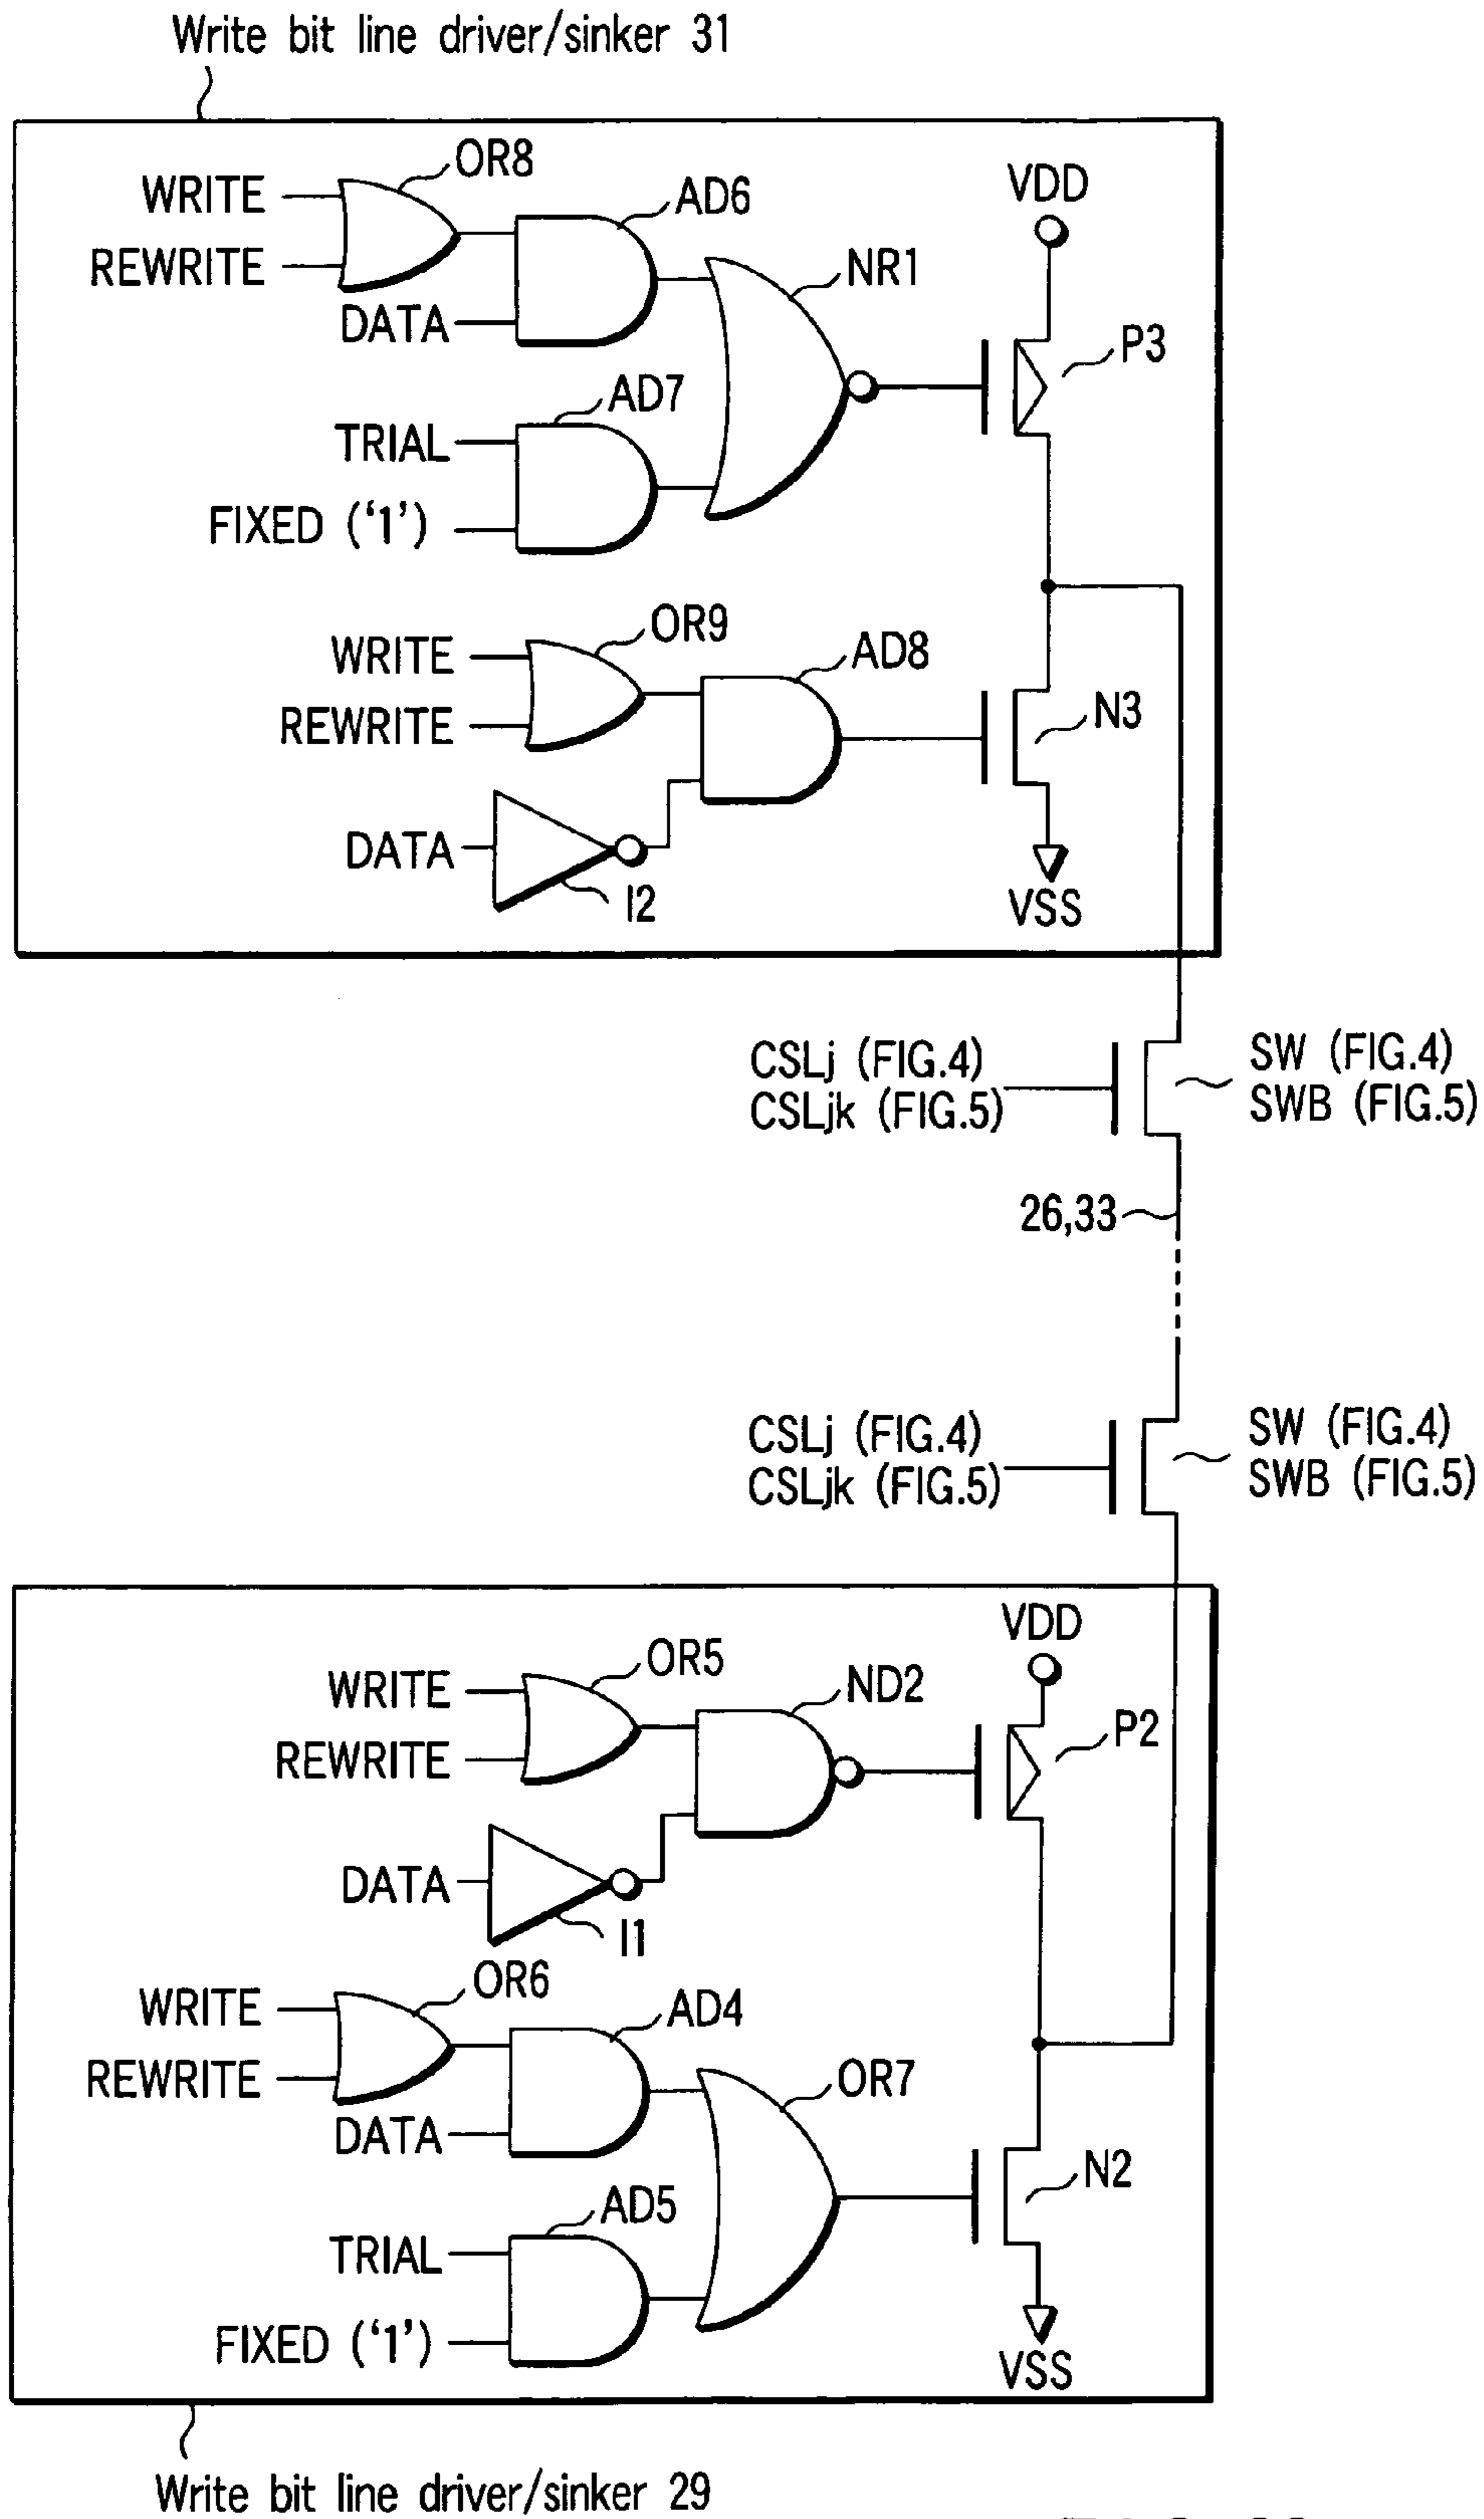 Write bit line driver/sinker 31
OR8
WRITE
REWRITE
AD6
DATA
NR1
VDD
P3
AD7
TRIAL
FIXED (‘1’)
OR9
WRITE
REWRITE
AD8
N3
DATA
I2
VSS
CSLj (FIG.4)
CSLjk (FIG.5)
SW (FIG.4)
SWB (FIG.5)
26,33
CSLj (FIG.4)
CSLjk (FIG.5)
SW (FIG.4)
SWB (FIG.5)
VDD
OR5
WRITE
REWRITE
ND2
P2
DATA
I1
OR6
WRITE
REWRITE
AD4
DATA
OR7
N2
AD5
TRIAL
FIXED (‘1’)
VSS
Write bit line driver/sinker 29